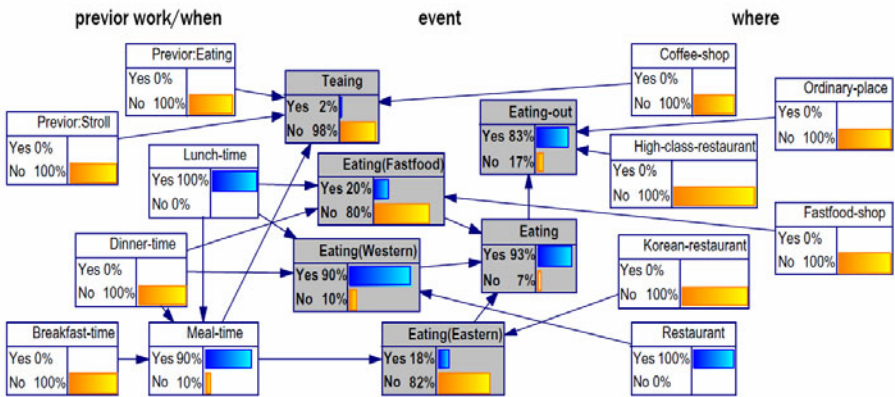 previor work/when
event
where
Previor:Eating
Yes 0%
No 100%
Teaing
Yes 2%
No 98%
Coffee-shop
Yes 0%
No 100%
Ordinary-place
Yes 0%
No 100%
Eating-out
Yes 83%
No 17%
Previor:Stroll
Yes 0%
No 100%
Lunch-time
Yes 100%
No 0%
Eating(Fastfood)
Yes 20%
No 80%
High-class-restaurant
Yes 0%
No 100%
Fastfood-shop
Yes 0%
No 100%
Dinner-time
Yes 0%
No 100%
Eating(Western)
Yes 90%
No 10%
Eating
Yes 93%
No 7%
Korean-restaurant
Yes 0%
No 100%
Breakfast-time
Yes 0%
No 100%
Meal-time
Yes 90%
No 10%
Eating(Eastern)
Yes 18%
No 82%
Restaurant
Yes 100%
No 0%